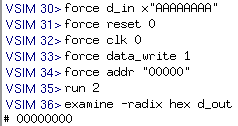 VSIM 30> force d_in x"AAAAAAAA"
VSIM 31> force reset 0
VSIM 32> force clk 0
VSIM 33> force data_write 1
VSIM 34> force addr "00000"
VSIM 35> run 2
VSIM 36> examine -radix hex d_out
# 00000000